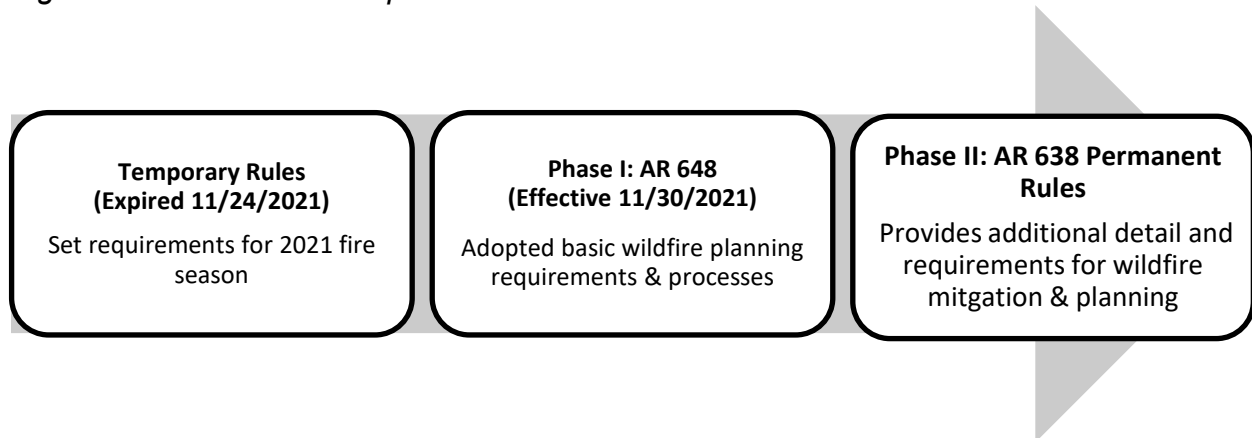 Temporary Rules
(Expired 11/24/2021)
Set requirements for 2021 fire
season
Phase I: AR 648
(Effective 11/30/2021)
Adopted basic wildfire planning
requirements & processes
Phase II: AR 638 Permanent
Rules
Provides additional detail and
requirements for wildfire
mitgation & planning